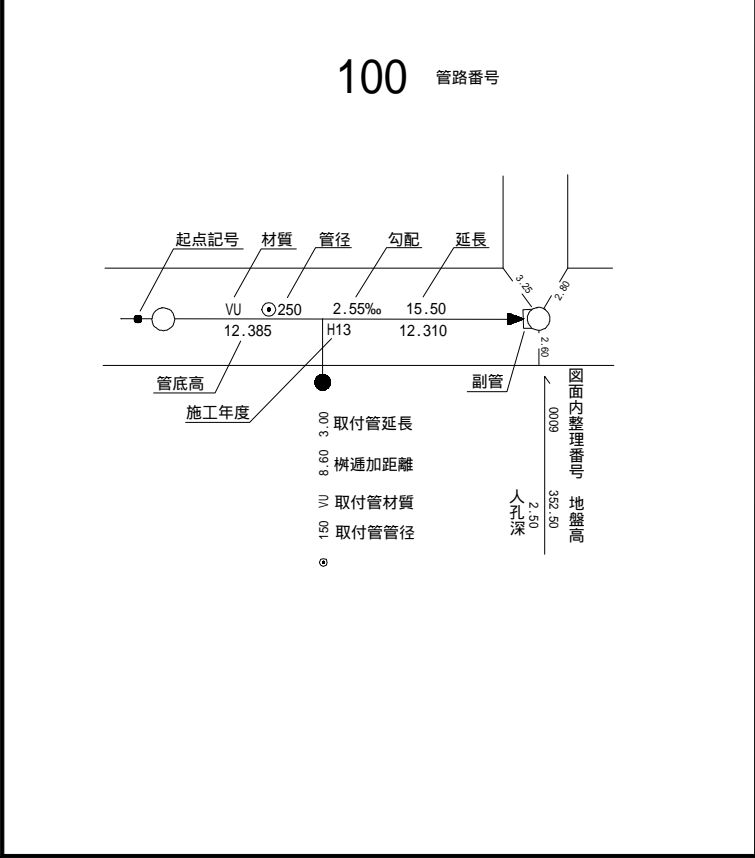 100 管路番号
起点記号 材質 管径 勾配 延長
3.25 2.80
VU 250 2.55‰ 15.50
12.385 H13 12.310
2.60
管底高 副管
施工年度
3.00 取付管延長
8.60 桝逓加距離
VU 取付管材質
150 取付管管径
図面内整理番号 地盤高
0009 352.50
2.50
人孔深